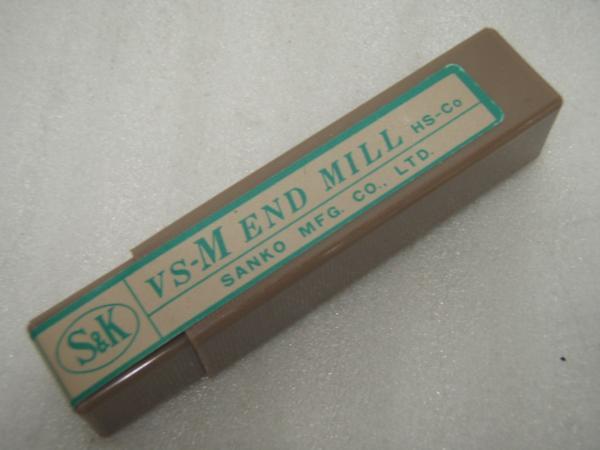 S&K
VS-M END MILL HS-Co
SANKO MFG. CO., LTD.